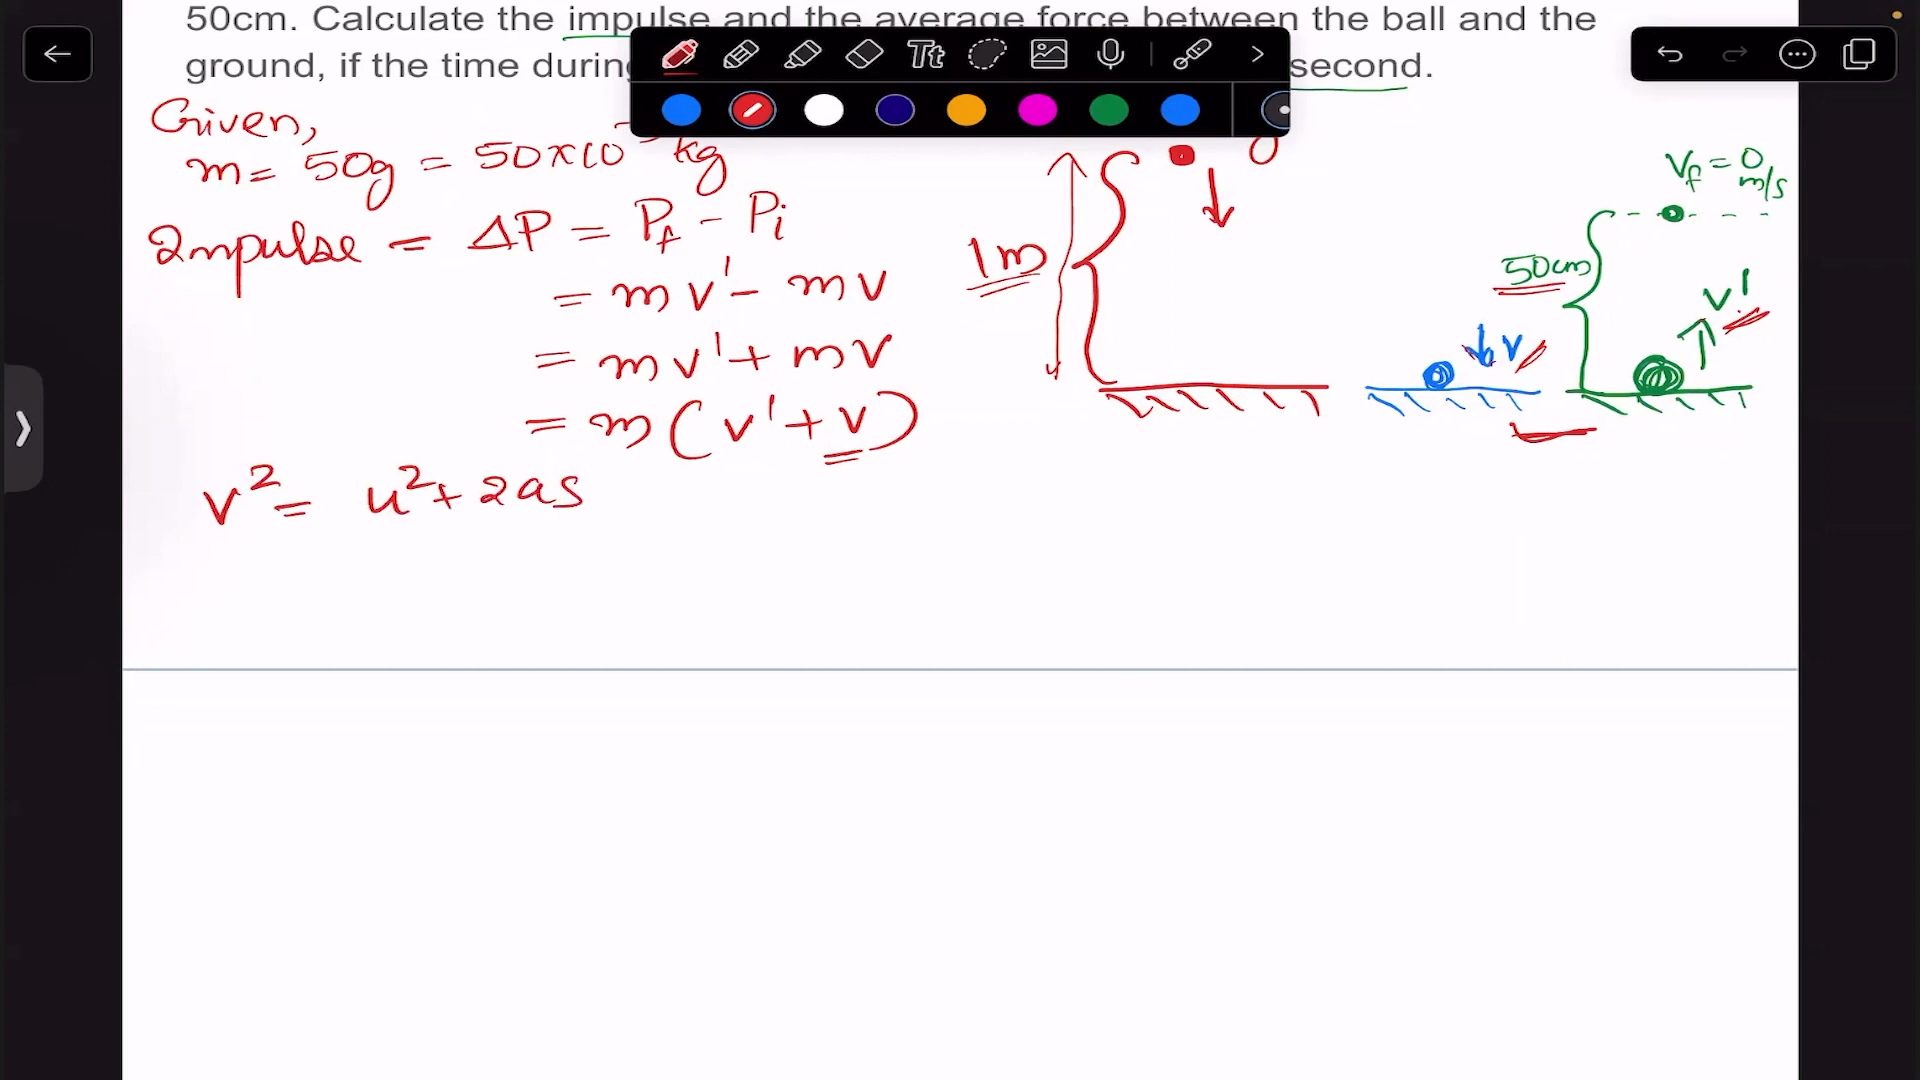 50cm. Calculate the impulse and the average force between the ball and the
ground, if the time during second.
Tt
Given,
m = 50g = 50×10 kg
Impulse = ΔP = Pf - Pi
= mv' - mv
= mv' + mv
= m(v' + v)
v² = u² + 2as
1m
v
50cm
v'
Vf = 0 m/s